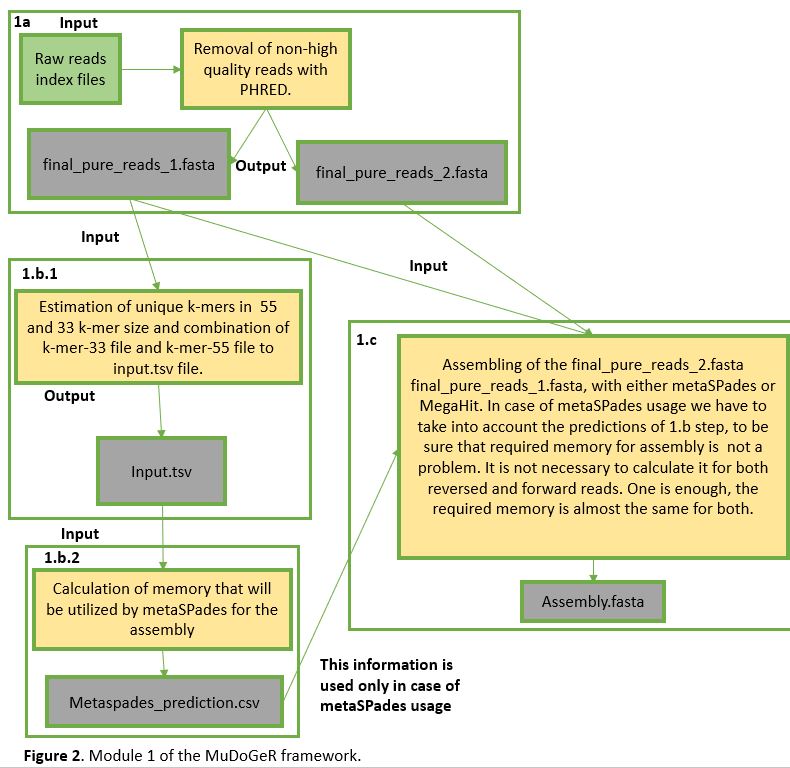 1a
Input
Raw reads
index files
Removal of non-high
quality reads with
PHRED.
final_pure_reads_1.fasta
Output
final_pure_reads_2.fasta
Input
Input
1.b.1
Estimation of unique k-mers in 55
and 33 k-mer size and combination of
k-mer-33 file and k-mer-55 file to
input.tsv file.
Output
Input.tsv
Input
1.b.2
Calculation of memory that will
be utilized by metaSPades for the
assembly
Metaspades_prediction.csv
1.c
Assembling of the final_pure_reads_2.fasta
final_pure_reads_1.fasta, with either metaSPades or
MegaHit. In case of metaSPades usage we have to
take into account the predictions of 1.b step, to be
sure that required memory for assembly is not a
problem. It is not necessary to calculate it for both
reversed and forward reads. One is enough, the
required memory is almost the same for both.
Assembly.fasta
This information is
used only in case of
metaSPades usage
Figure 2. Module 1 of the MuDoGeR framework.